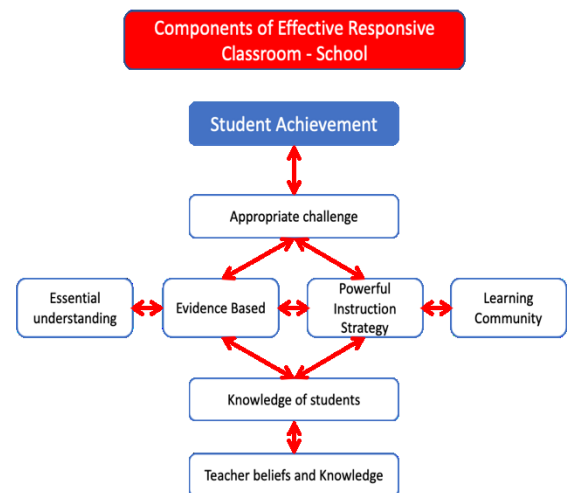 Components of Effective Responsive
Classroom - School
Student Achievement
Appropriate challenge
Essential
understanding
Evidence Based
Powerful
Instruction
Strategy
Learning
Community
Knowledge of students
Teacher beliefs and Knowledge